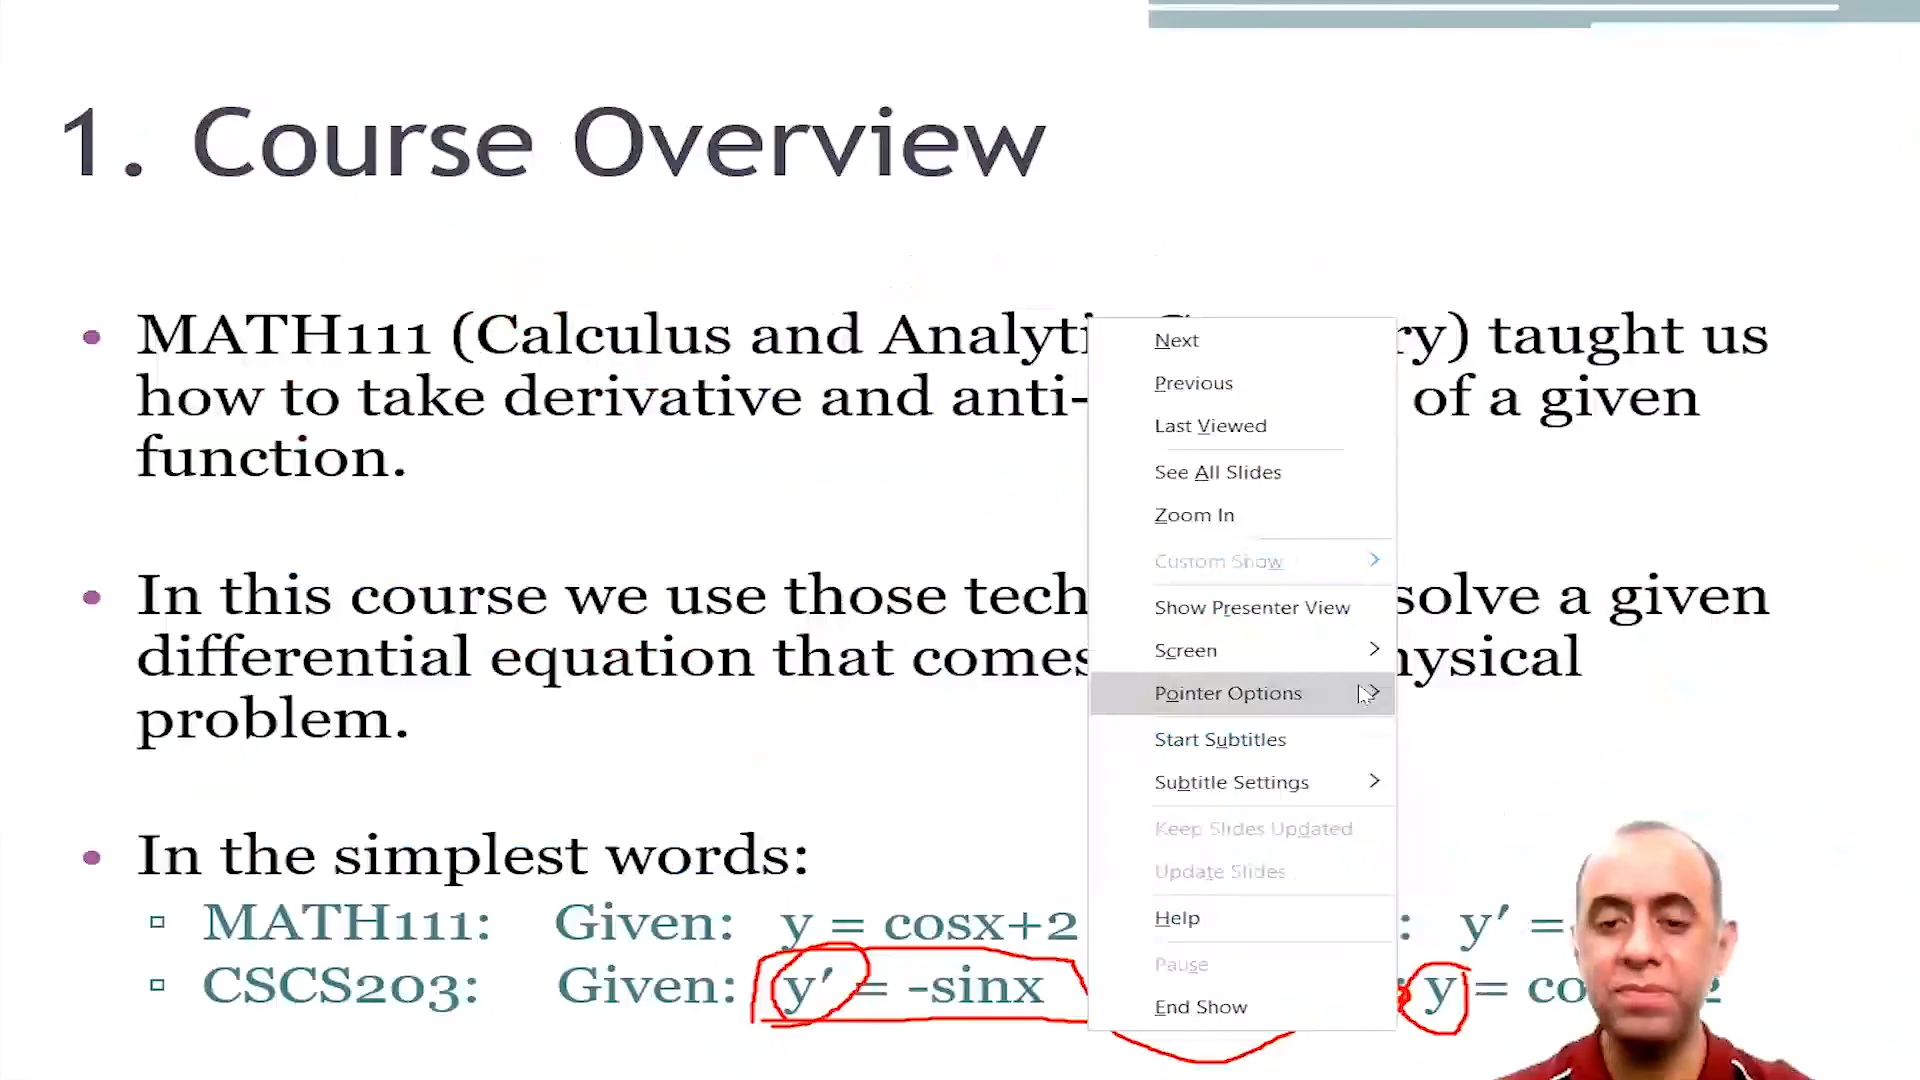 1. Course Overview
• MATH111 (Calculus and Analyti ry) taught us
how to take derivative and anti- of a given
function.
• In this course we use those tech solve a given
differential equation that comes hysical
problem.
• In the simplest words:
▫ MATH111: Given: y = cosx+2 : y′ =
▫ CSCS203: Given: y′ = -sinx y = co 2
Next
Previous
Last Viewed
See All Slides
Zoom In
Custom Show
Show Presenter View
Screen
Pointer Options
Start Subtitles
Subtitle Settings
Keep Slides Updated
Update Slides
Help
Pause
End Show